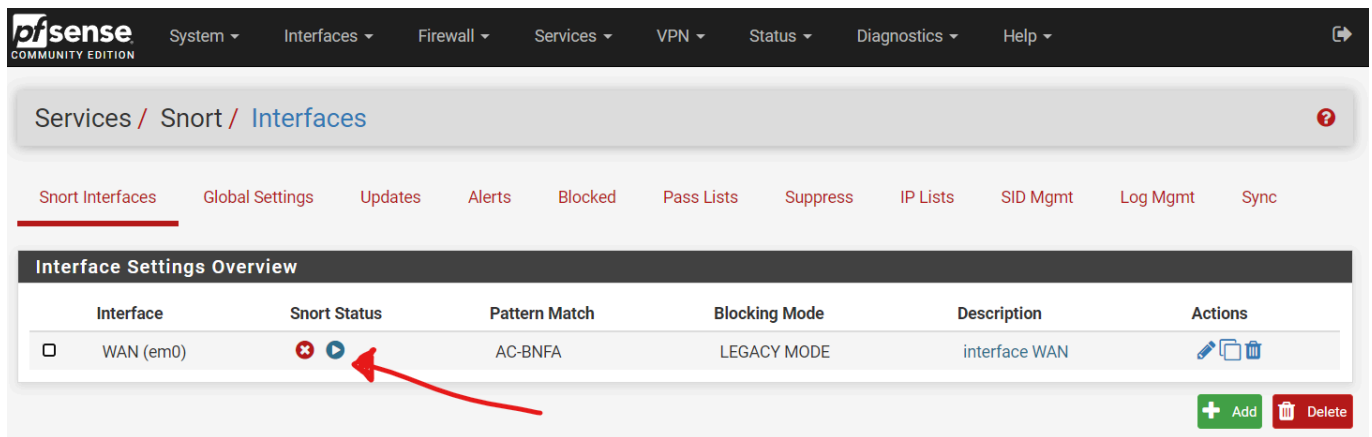 pfsense System Interfaces Firewall Services VPN Status Diagnostics Help
COMMUNITY EDITION
Services / Snort / Interfaces
Snort Interfaces Global Settings Updates Alerts Blocked Pass Lists Suppress IP Lists SID Mgmt Log Mgmt Sync
Interface Settings Overview
Interface Snort Status Pattern Match Blocking Mode Description Actions
WAN (em0) AC-BNFA LEGACY MODE interface WAN
Add Delete